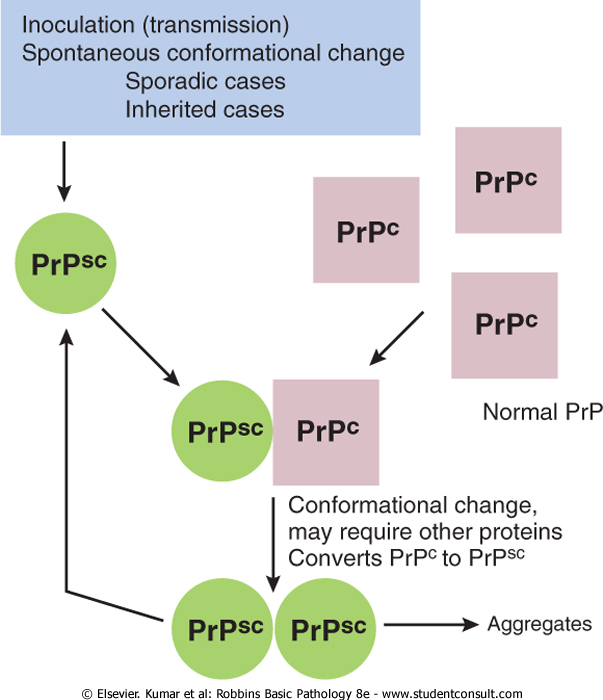 Inoculation (transmission)
Spontaneous conformational change
Sporadic cases
Inherited cases
PrPc
PrPc
PrPsc
PrPc
Normal PrP
PrPsc
PrPc
Conformational change,
may require other proteins
Converts PrPc to PrPsc
PrPsc
PrPsc
Aggregates
© Elsevier. Kumar et al: Robbins Basic Pathology 8e - www.studentconsult.com